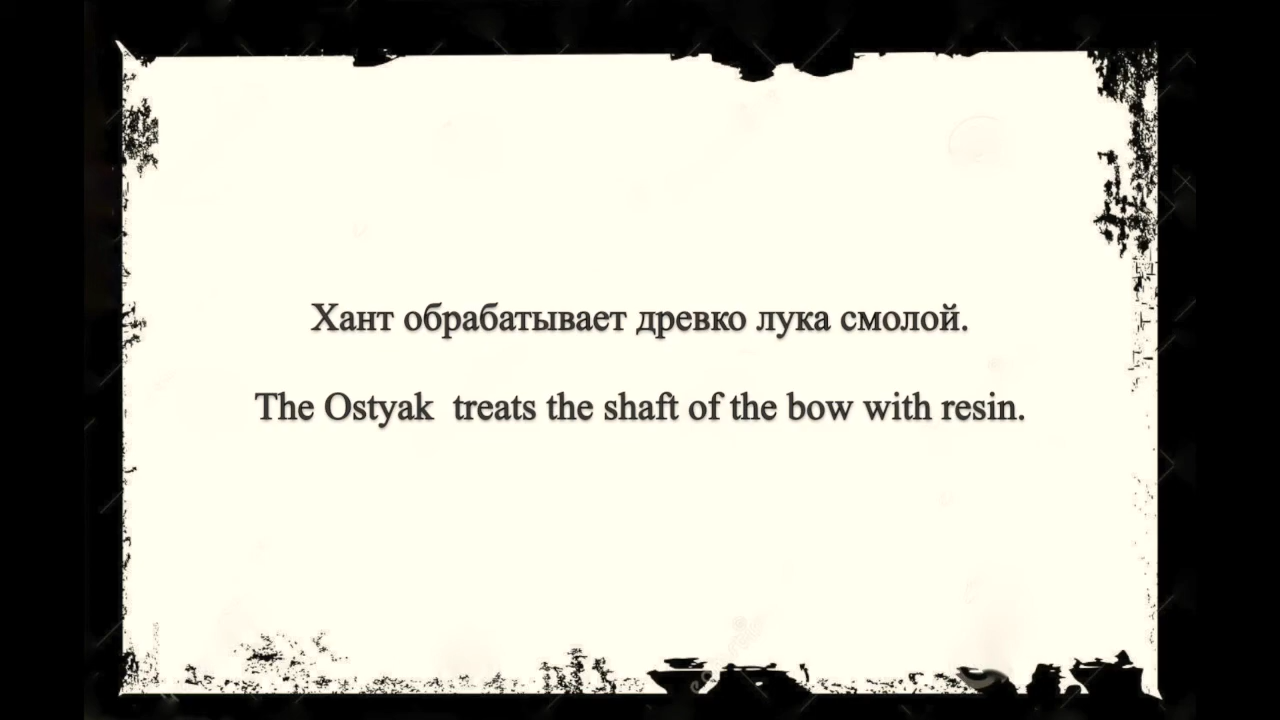 Хант обрабатывает древко лука смолой.
The Ostyak  treats the shaft of the bow with resin.